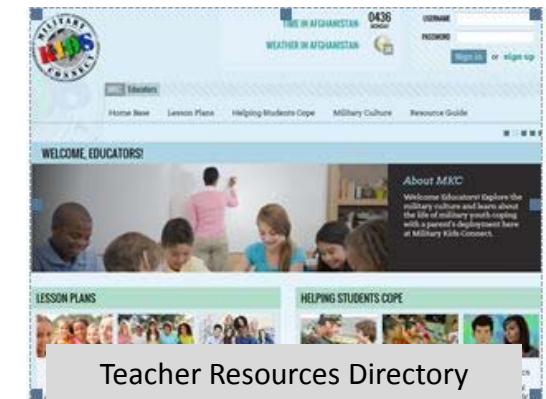 MILITARY
KIDS
CONNECT
TIME IN AFGHANISTAN
0436
MONDAY
WEATHER IN AFGHANISTAN
USERNAME
PASSWORD
Sign in or sign up
MKC Educators
Home Base Lesson Plans Helping Students Cope Military Culture Resource Guide
WELCOME, EDUCATORS!
About MKC
Welcome Educators! Explore the
military culture and learn about
the life of military youth coping
with a parent's deployment here
at Military Kids Connect.
LESSON PLANS
HELPING STUDENTS COPE
Teacher Resources Directory